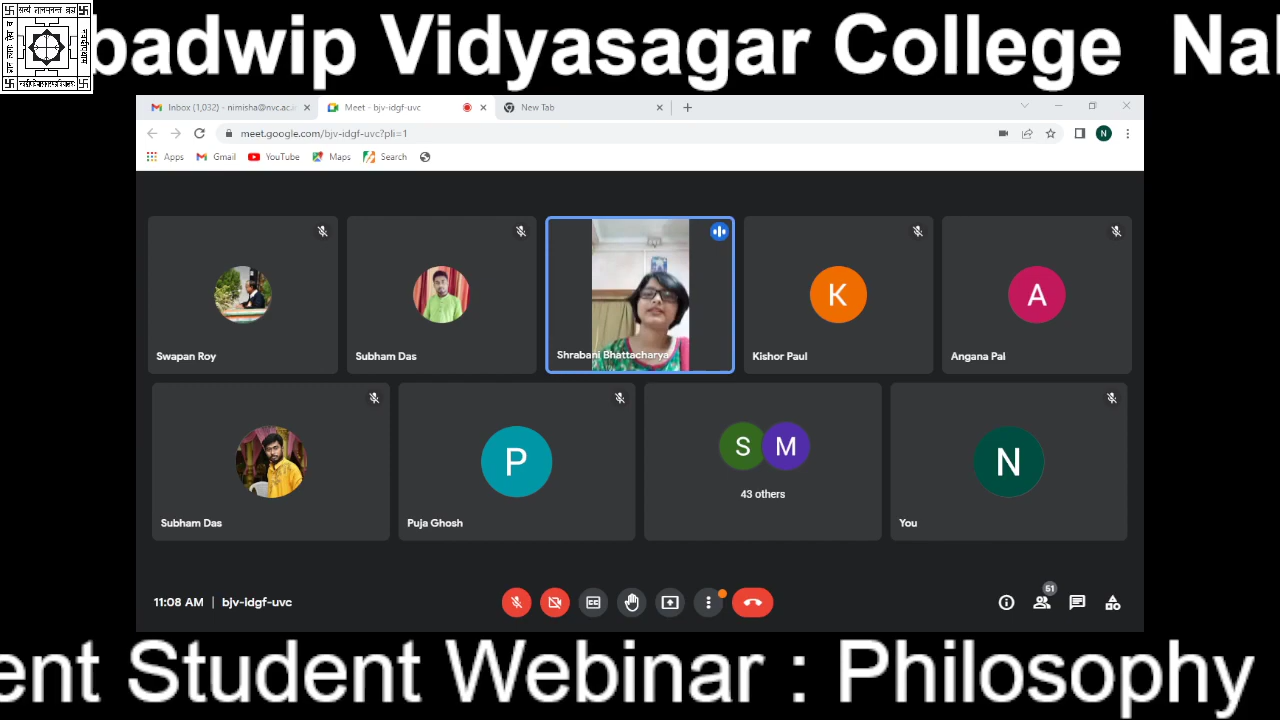 badwip Vidyasagar College Nal
सत्यं ज्ञानमनन्तं ब्रह्म
Inbox (1,032) - nimisha@nvc.ac.i
Meet - bjv-idgf-uvc
New Tab
meet.google.com/bjv-idgf-uvc?pli=1
N
Apps
Gmail
YouTube
Maps
Search
K
A
Swapan Roy
Subham Das
Shrabani Bhattacharya
Kishor Paul
Angana Pal
P
S M
43 others
N
Subham Das
Puja Ghosh
You
51
11:08 AM | bjv-idgf-uvc
ent Student Webinar : Philosophy